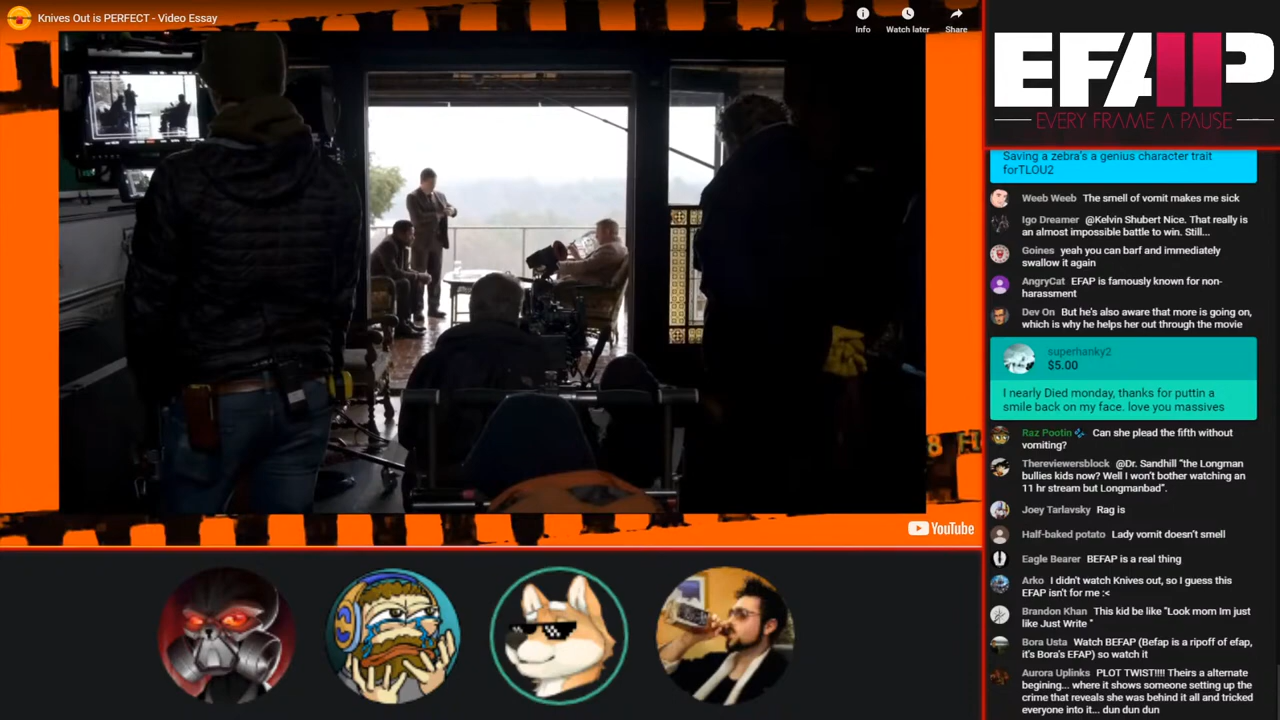 Knives Out is PERFECT - Video Essay
Info
Watch later
Share
8
YouTube
EFAP
EVERY FRAME A PAUSE
Saving a zebra's a genius character trait
forTLOU2
Weeb Weeb The smell of vomit makes me sick
Igo Dreamer @Kelvin Shubert Nice. That really is
an almost impossible battle to win. Still...
Goines yeah you can barf and immediately
swallow it again
AngryCat EFAP is famously known for non-
harassment
Dev On But he's also aware that more is going on,
which is why he helps her out through the movie
superhanky2
$5.00
I nearly Died monday, thanks for puttin a
smile back on my face. love you massives
Raz Pootin Can she plead the fifth without
vomiting?
Thereviewersblock @Dr. Sandhill "the Longman
bullies kids now? Well I won't bother watching an
11 hr stream but Longmanbad".
Joey Tarlavsky Rag is
Half-baked potato Lady vomit doesn't smell
Eagle Bearer BEFAP is a real thing
Arko I didn't watch Knives out, so I guess this
EFAP isn't for me :<
Brandon Khan This kid be like "Look mom Im just
like Just Write "
Bora Usta Watch BEFAP (Befap is a ripoff of efap,
it's Bora's EFAP) so watch it
Aurora Uplinks PLOT TWIST!!!! Theirs a alternate
begining... where it shows someone setting up the
crime that reveals she was behind it all and tricked
everyone into it... dun dun dun